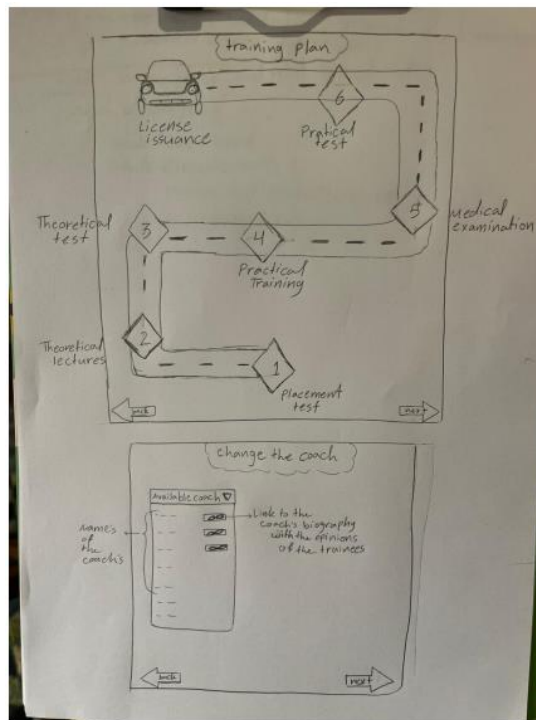 training plan
6
License
issuance
Pratical
test
5
Medical
examination
Theoretical
test
3
4
Practical
Training
2
Theoretical
lectures
1
Placement
test
back
next
change the coach
Available coach
Name's
of
the
coach's
Link to the
coach's biography
with the opinions
of the trainees
back
next